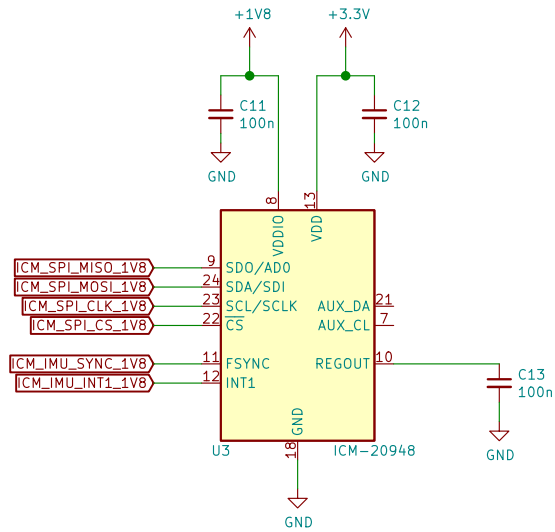 +1V8
+3.3V
C11
100n
C12
100n
GND
GND
8
13
VDDIO
VDD
ICM_SPI_MISO_1V8
9
SDO/AD0
ICM_SPI_MOSI_1V8
24
SDA/SDI
ICM_SPI_CLK_1V8
23
SCL/SCLK
AUX_DA
21
ICM_SPI_CS_1V8
22
CS
AUX_CL
7
ICM_IMU_SYNC_1V8
11
FSYNC
REGOUT
10
ICM_IMU_INT1_1V8
12
INT1
C13
100n
GND
GND
U3
18
ICM-20948
GND